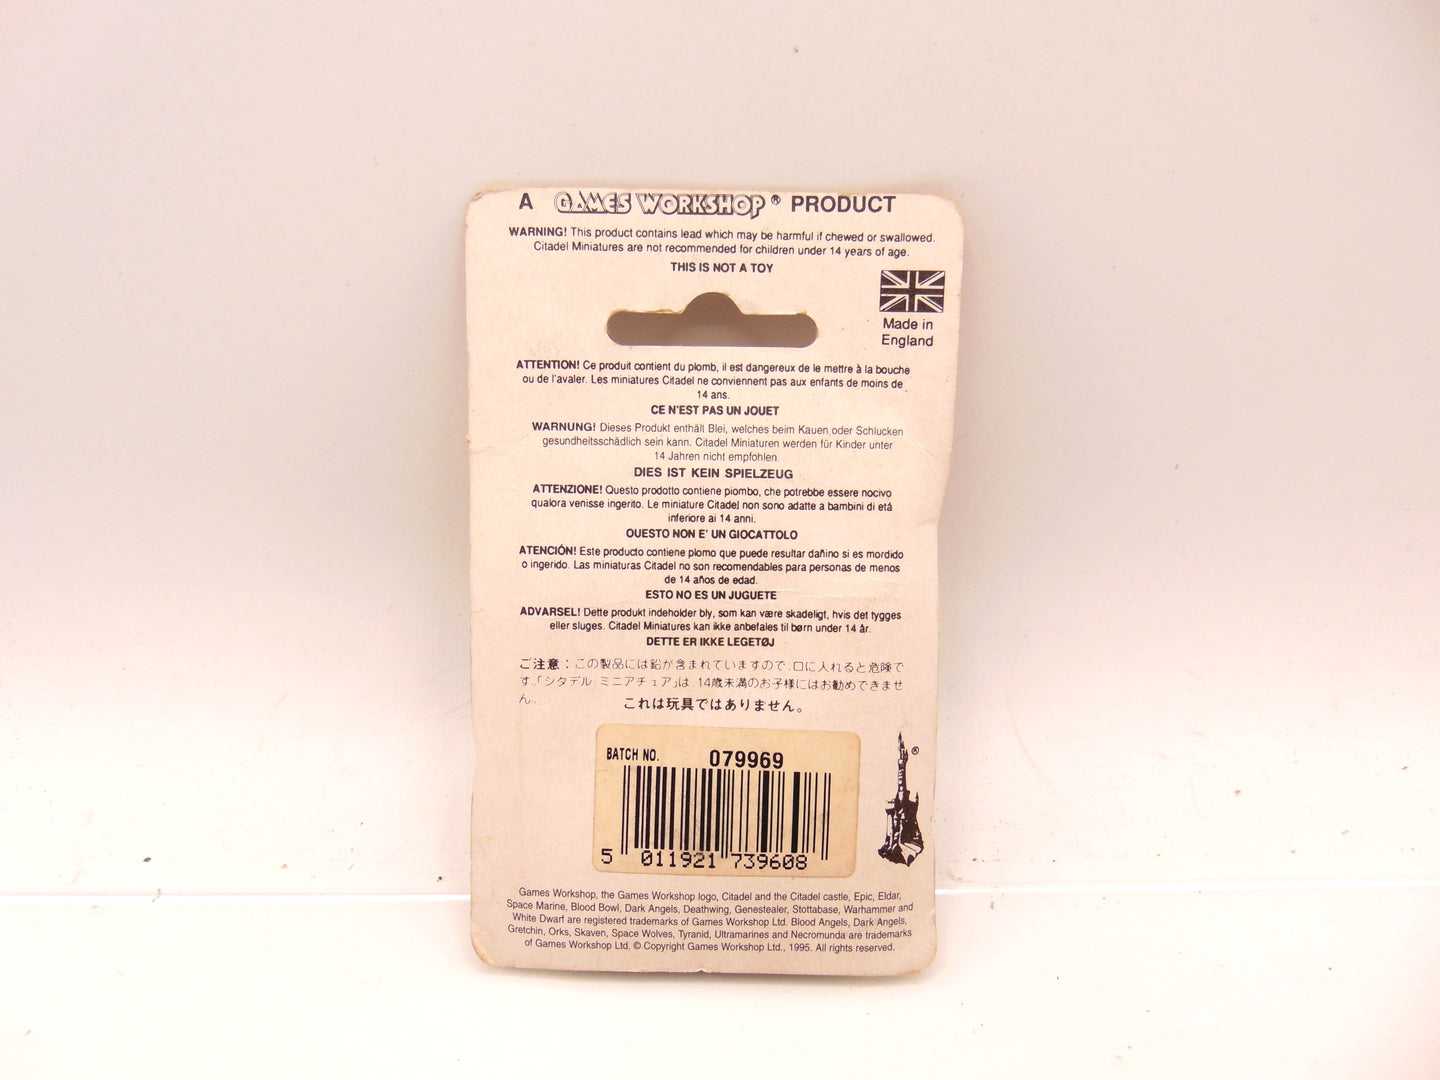 A GAMES WORKSHOP ® PRODUCT
WARNING! This product contains lead which may be harmful if chewed or swallowed.
Citadel Miniatures are not recommended for children under 14 years of age.
THIS IS NOT A TOY
Made in
England
ATTENTION! Ce produit contient du plomb, il est dangereux de le mettre à la bouche
ou de l'avaler. Les miniatures Citadel ne conviennent pas aux enfants de moins de
14 ans.
CE N'EST PAS UN JOUET
WARNUNG! Dieses Produkt enthält Blei, welches beim Kauen oder Schlucken
gesundheitsschädlich sein kann. Citadel Miniaturen werden für Kinder unter
14 Jahren nicht empfohlen.
DIES IST KEIN SPIELZEUG
ATTENZIONE! Questo prodotto contiene piombo, che potrebbe essere nocivo
qualora venisse ingerito. Le miniature Citadel non sono adatte a bambini di etá
inferiore ai 14 anni.
QUESTO NON E' UN GIOCATTOLO
ATENCIÓN! Este producto contiene plomo que puede resultar dañino si es mordido
o ingerido. Las miniaturas Citadel no son recomendables para personas de menos
de 14 años de edad.
ESTO NO ES UN JUGUETE
ADVARSEL! Dette produkt indeholder bly, som kan være skadeligt, hvis det tygges
eller sluges. Citadel Miniatures kan ikke anbefales til børn under 14 år.
DETTE ER IKKE LEGETØJ
ご注意：この製品には鉛が含まれていますので、口に入れると危険で
す。「シタデル・ミニアチュア」は、14歳未満のお子様にはお勧めできませ
ん。
これは玩具ではありません。
BATCH NO. 079969
5 011921 739608
®
Games Workshop, the Games Workshop logo, Citadel and the Citadel castle, Epic, Eldar,
Space Marine, Blood Bowl, Dark Angels, Deathwing, Genestealer, Slottabase, Warhammer and
White Dwarf are registered trademarks of Games Workshop Ltd. Blood Angels, Dark Angels,
Gretchin, Orks, Skaven, Space Wolves, Tyranid, Ultramarines and Necromunda are trademarks
of Games Workshop Ltd. © Copyright Games Workshop Ltd., 1995. All rights reserved.